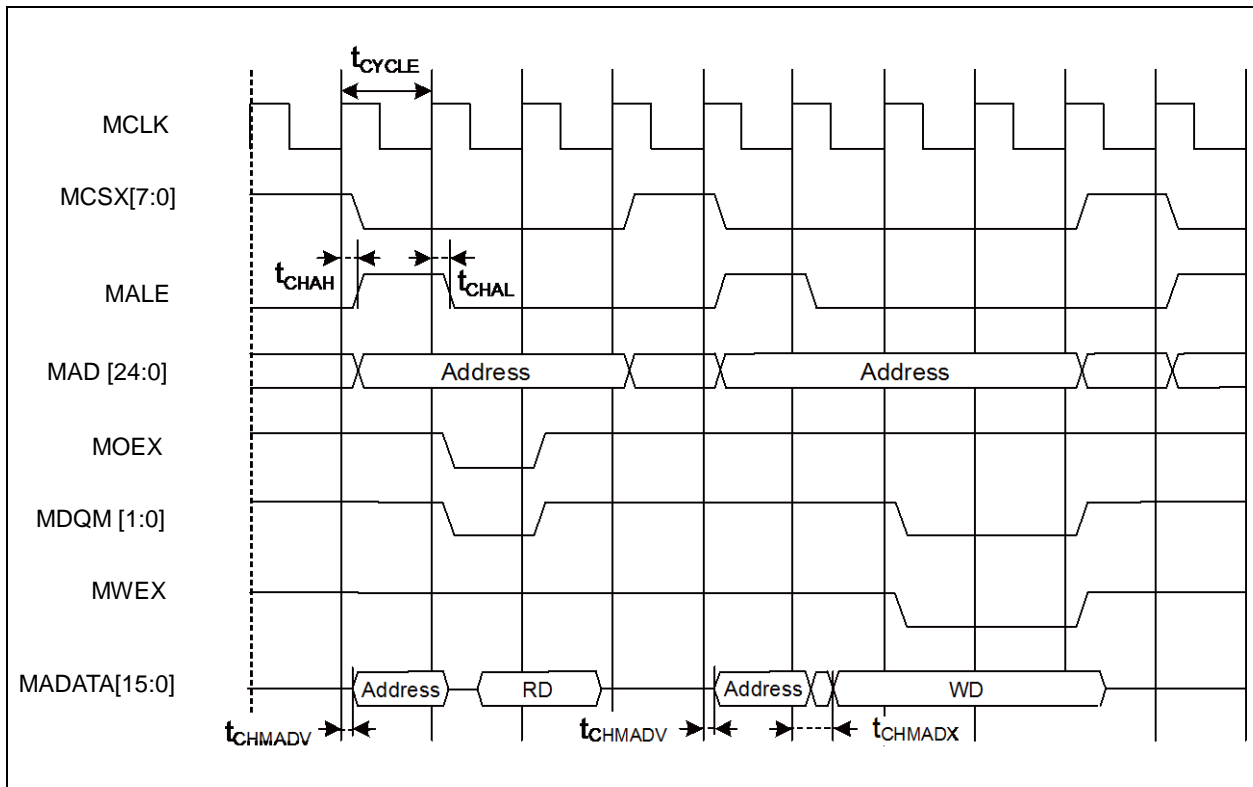 tCYCLE
MCLK
MCSX[7:0]
tCHAH
tCHAL
MALE
MAD [24:0]
Address
Address
MOEX
MDQM [1:0]
MWEX
MADATA[15:0]
Address
RD
Address
WD
tCHMADV
tCHMADV
tCHMADX